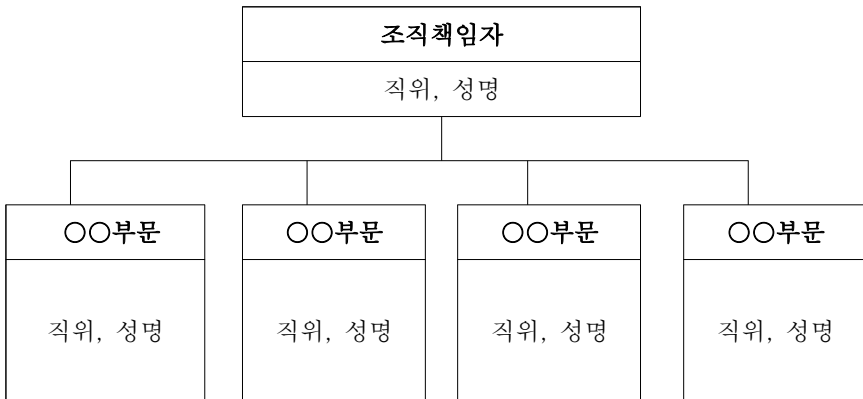 조직책임자
직위, 성명
○○부문 ○○부문 ○○부문 ○○부문
직위, 성명 직위, 성명 직위, 성명 직위, 성명